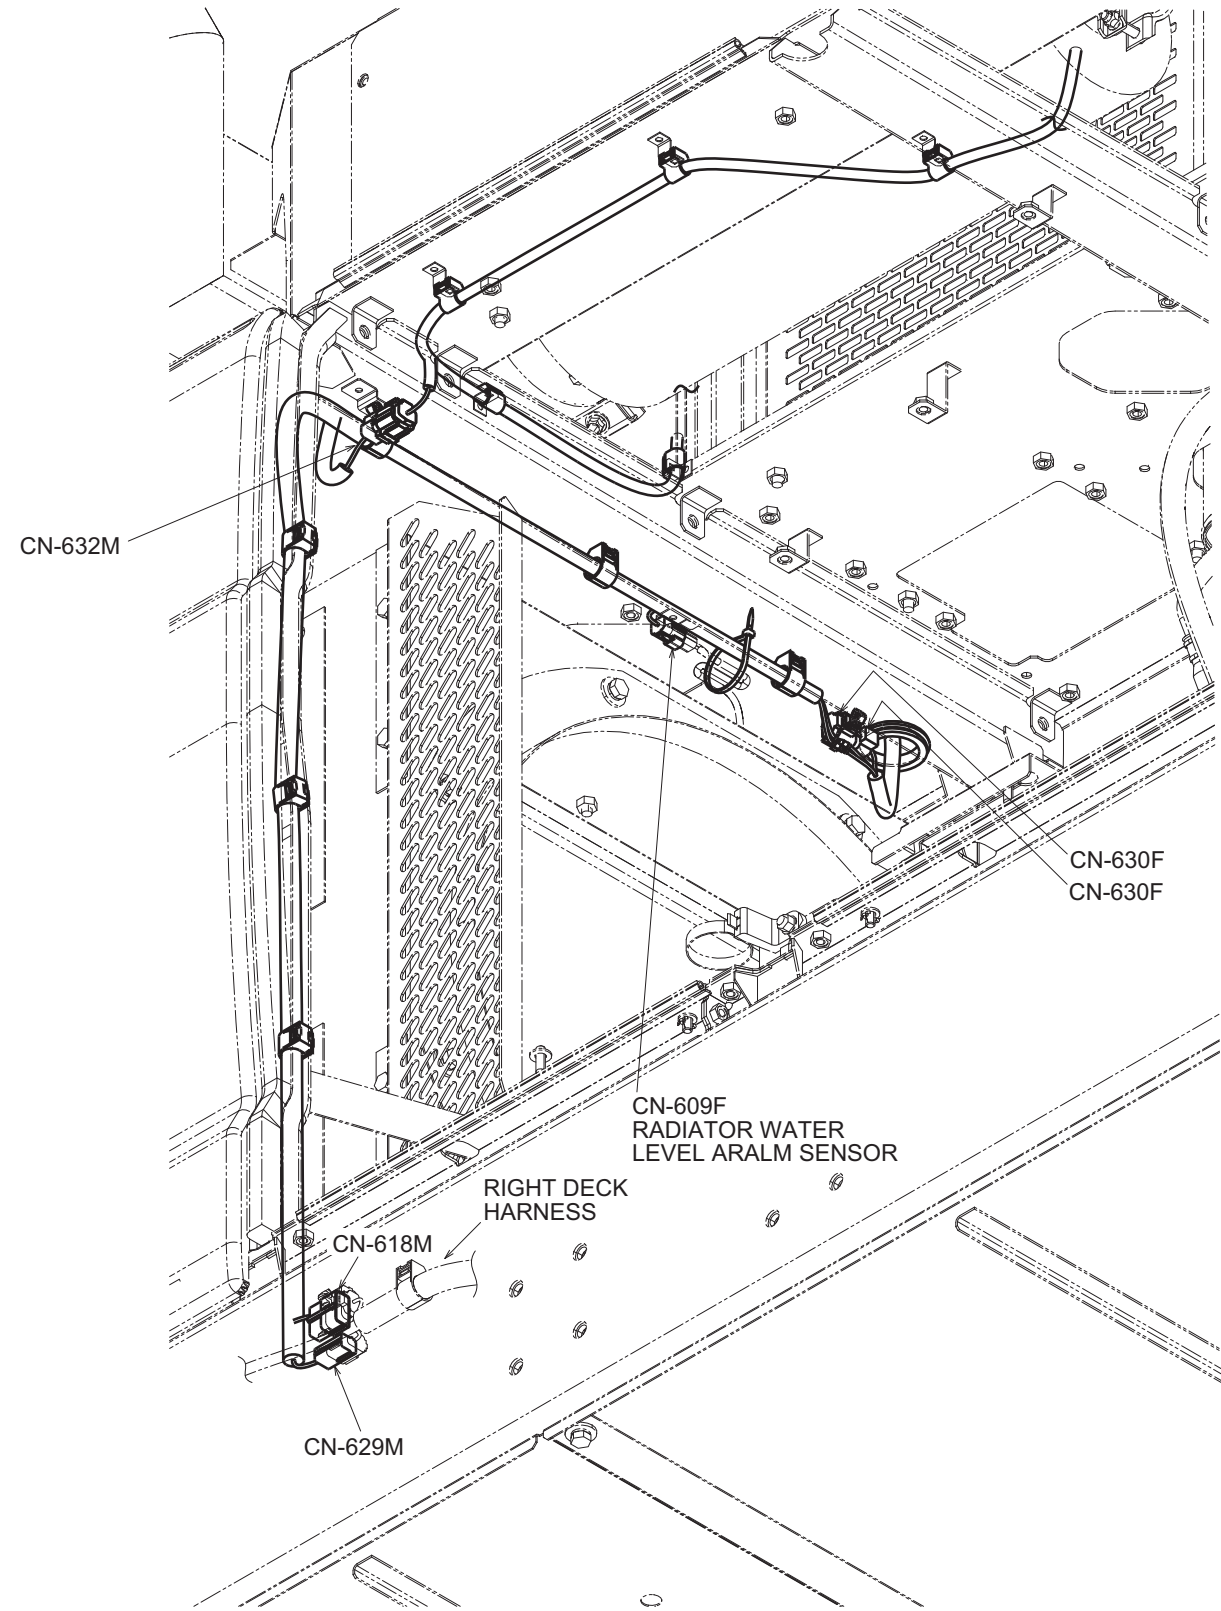 CN-632M
CN-630F
CN-630F
CN-609F
RADIATOR WATER
LEVEL ARALM SENSOR
RIGHT DECK
HARNESS
CN-618M
CN-629M